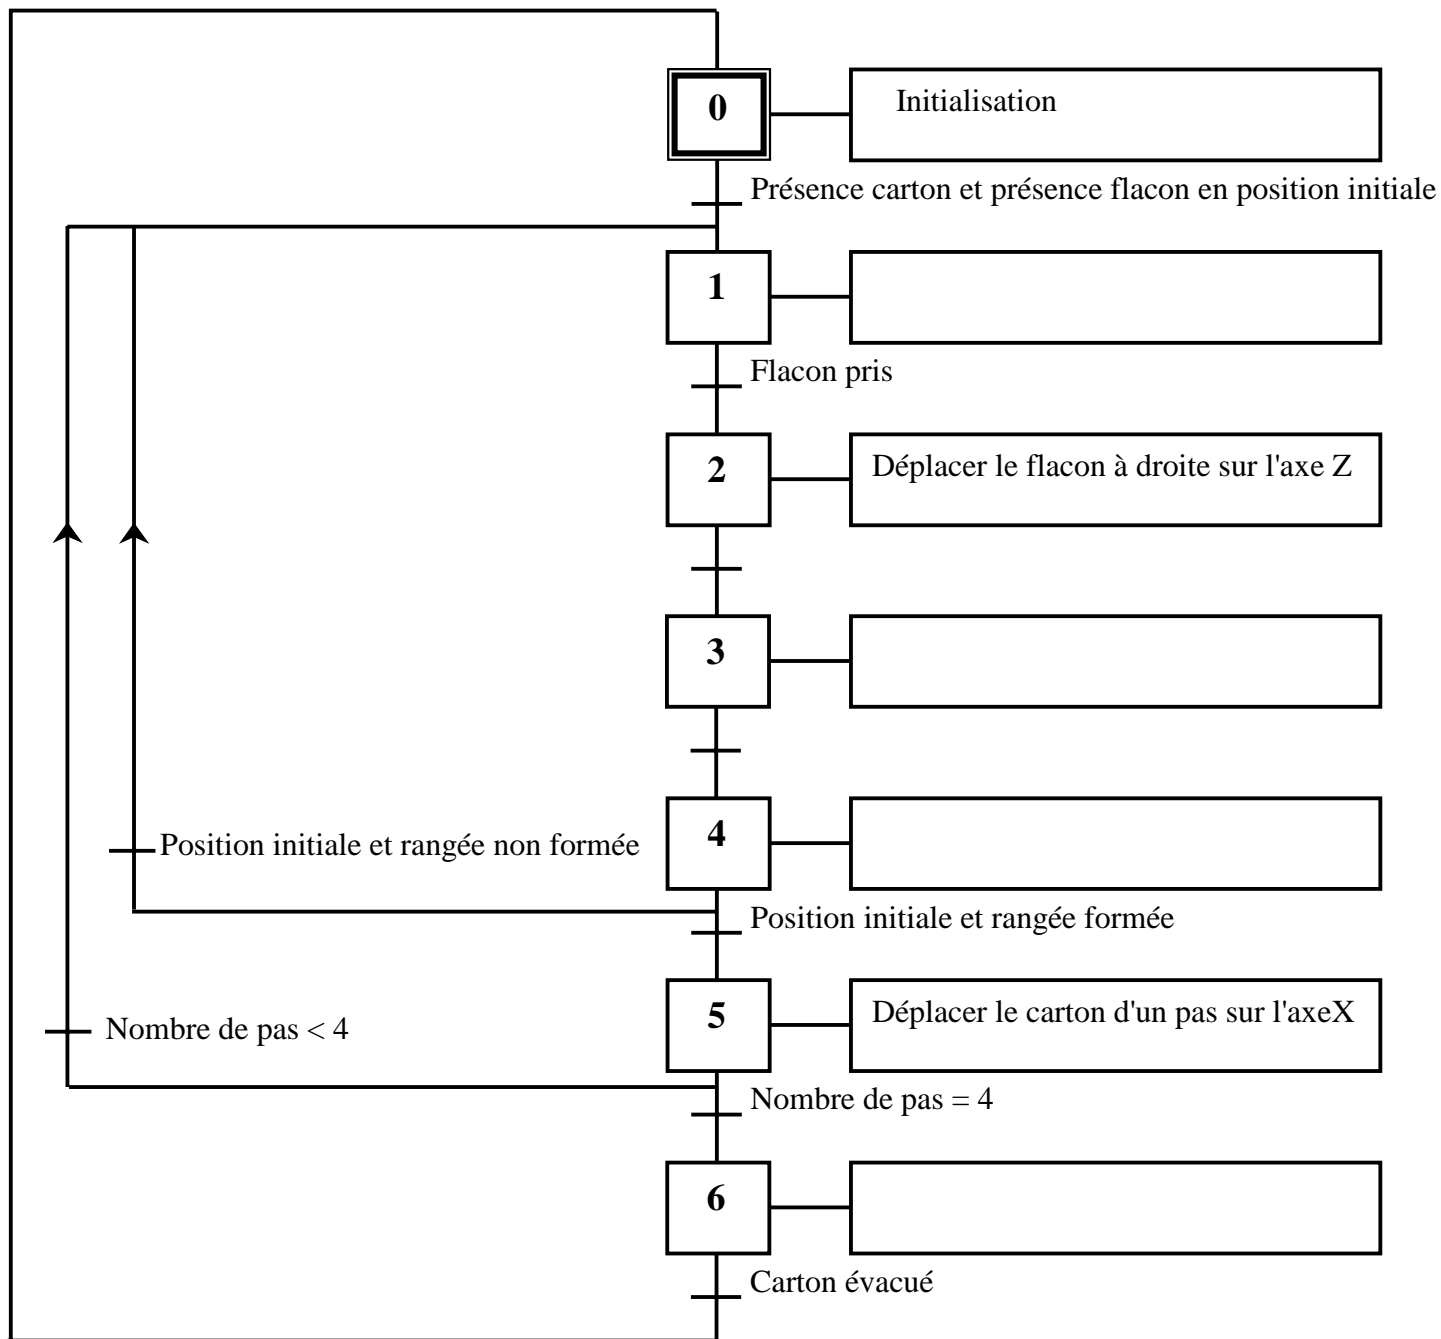 0
Initialisation
Présence carton et présence flacon en position initiale
1
Flacon pris
2
Déplacer le flacon à droite sur l'axe Z
3
4
Position initiale et rangée non formée
Position initiale et rangée formée
5
Déplacer le carton d'un pas sur l'axeX
Nombre de pas < 4
Nombre de pas = 4
6
Carton évacué